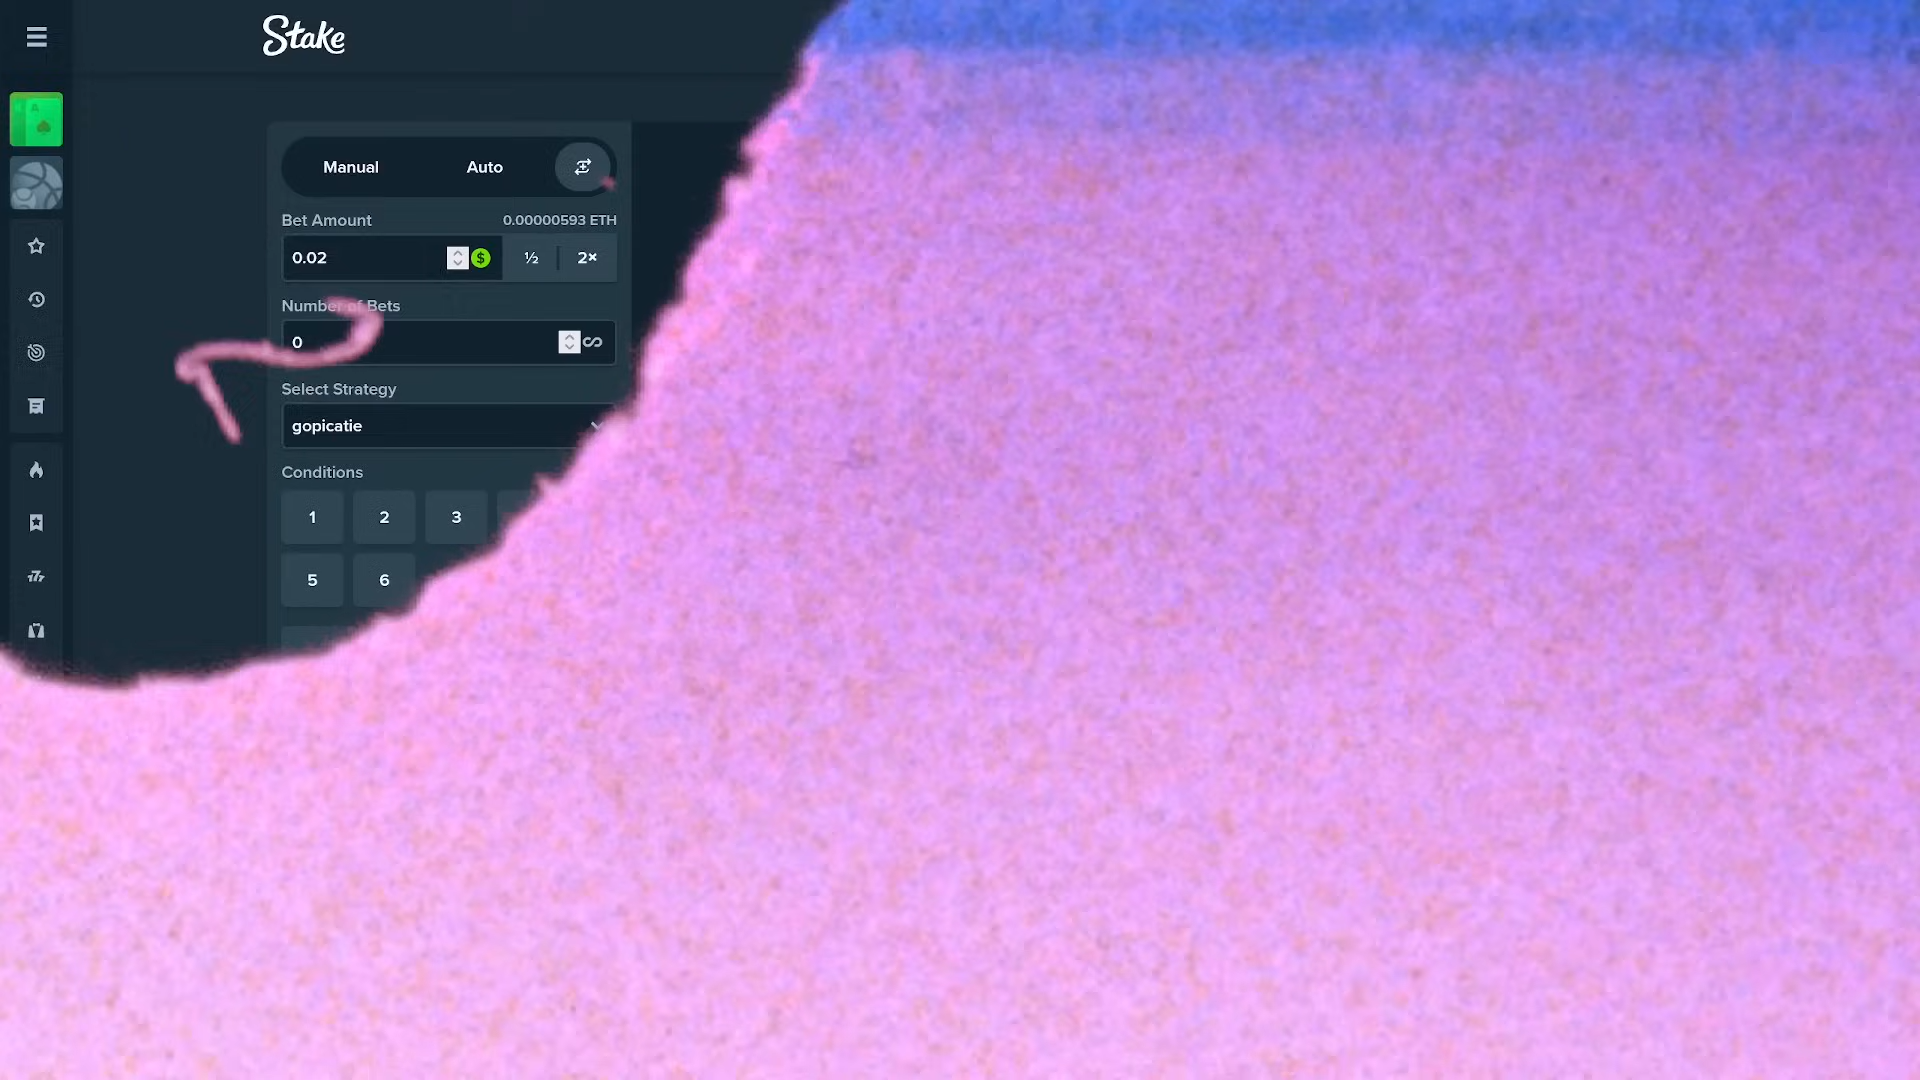 Stake
Manual Auto
Bet Amount 0.00000593 ETH
0.02 $ ½ 2×
Number of Bets
0 ∞
Select Strategy
gopicatie
Conditions
1 2 3
5 6